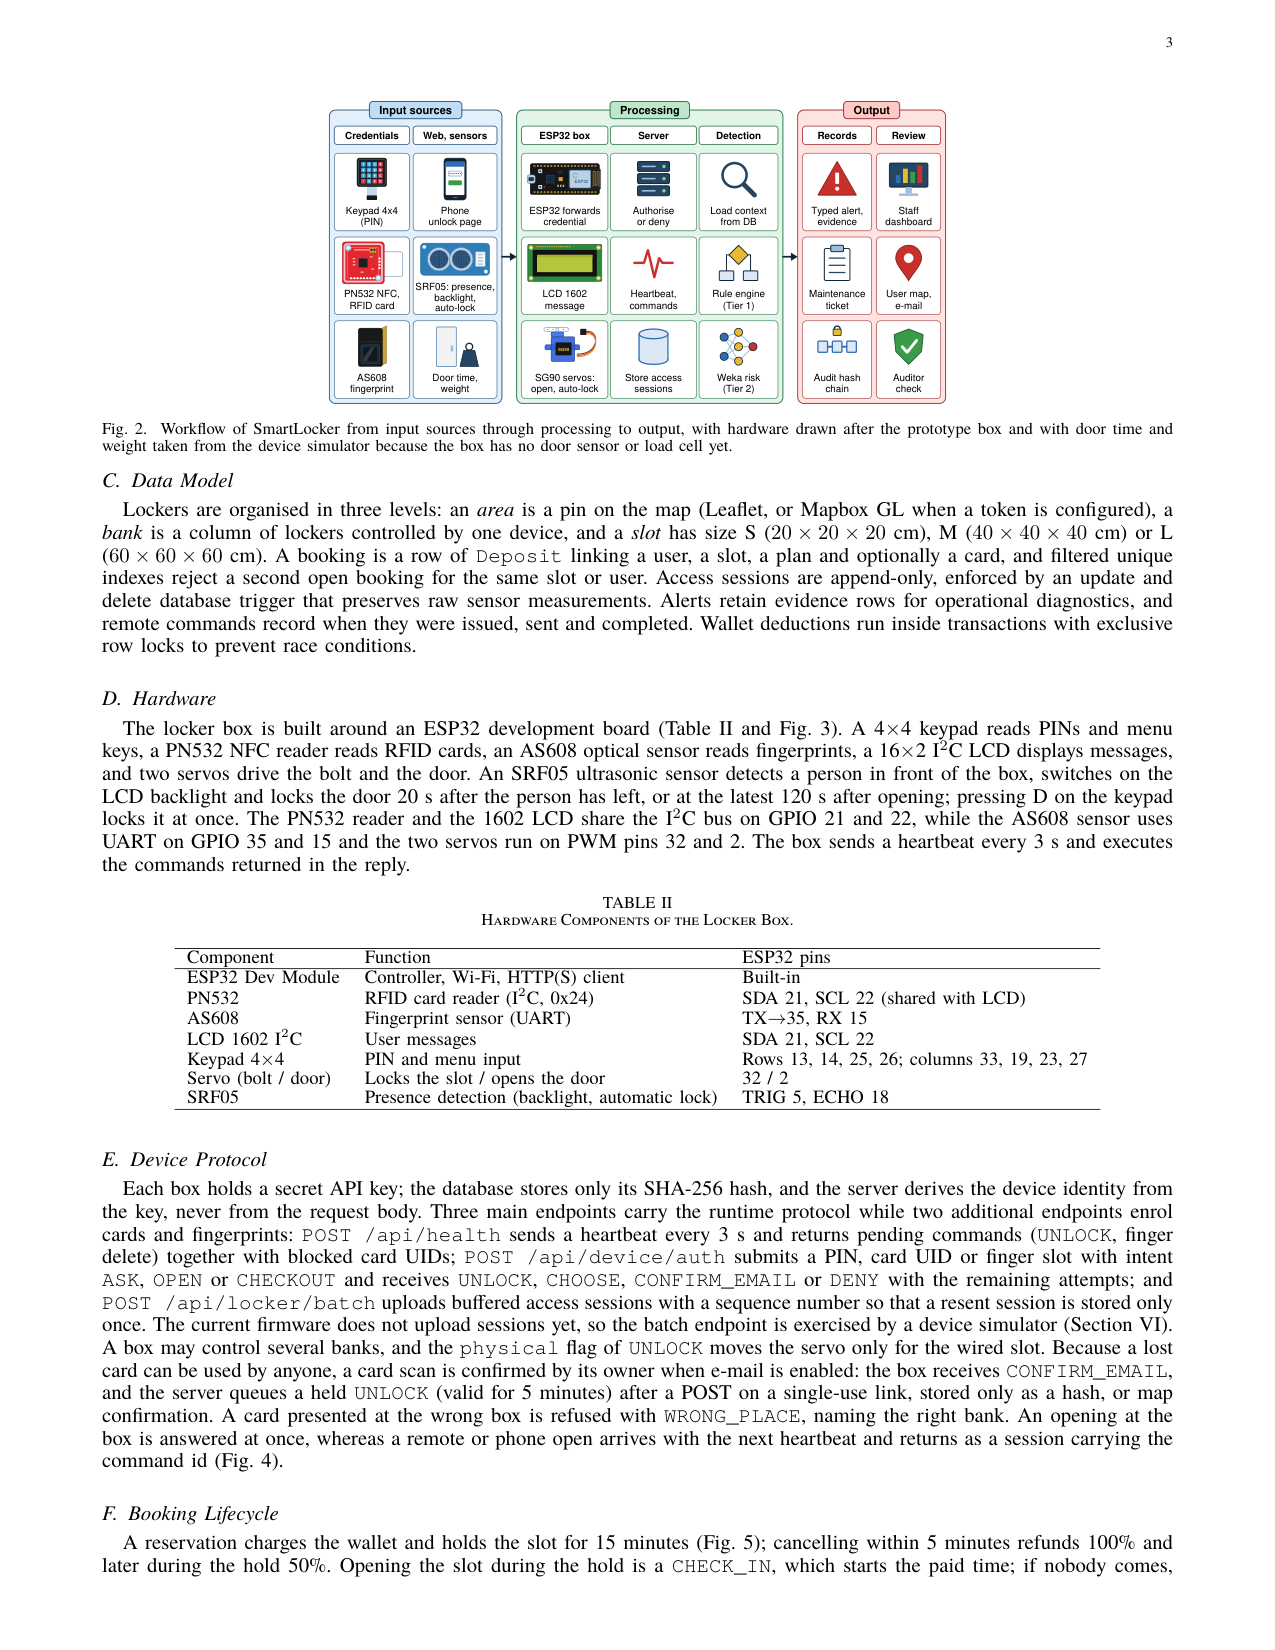 3
Input sources
Processing
Output
Credentials
Web, sensors
ESP32 box
Server
Detection
Records
Review
Keypad 4x4
(PIN)
Phone
unlock page
ESP32 forwards
credential
Authorise
or deny
Load context
from DB
Typed alert,
evidence
Staff
dashboard
PN532 NFC,
RFID card
SRF05: presence,
backlight,
auto-lock
LCD 1602
message
Heartbeat,
commands
Rule engine
(Tier 1)
Maintenance
ticket
User map,
e-mail
AS608
fingerprint
Door time,
weight
SG90 servos:
open, auto-lock
Store access
sessions
Weka risk
(Tier 2)
Audit hash
chain
Auditor
check
Fig. 2. Workflow of SmartLocker from input sources through processing to output, with hardware drawn after the prototype box and with door time and
weight taken from the device simulator because the box has no door sensor or load cell yet.
C. Data Model
Lockers are organised in three levels: an area is a pin on the map (Leaflet, or Mapbox GL when a token is configured), a
bank is a column of lockers controlled by one device, and a slot has size S (20 × 20 × 20 cm), M (40 × 40 × 40 cm) or L
(60 × 60 × 60 cm). A booking is a row of Deposit linking a user, a slot, a plan and optionally a card, and filtered unique
indexes reject a second open booking for the same slot or user. Access sessions are append-only, enforced by an update and
delete database trigger that preserves raw sensor measurements. Alerts retain evidence rows for operational diagnostics, and
remote commands record when they were issued, sent and completed. Wallet deductions run inside transactions with exclusive
row locks to prevent race conditions.
D. Hardware
The locker box is built around an ESP32 development board (Table II and Fig. 3). A 4×4 keypad reads PINs and menu
keys, a PN532 NFC reader reads RFID cards, an AS608 optical sensor reads fingerprints, a 16×2 I²C LCD displays messages,
and two servos drive the bolt and the door. An SRF05 ultrasonic sensor detects a person in front of the box, switches on the
LCD backlight and locks the door 20 s after the person has left, or at the latest 120 s after opening; pressing D on the keypad
locks it at once. The PN532 reader and the 1602 LCD share the I²C bus on GPIO 21 and 22, while the AS608 sensor uses
UART on GPIO 35 and 15 and the two servos run on PWM pins 32 and 2. The box sends a heartbeat every 3 s and executes
the commands returned in the reply.
TABLE II
HARDWARE COMPONENTS OF THE LOCKER BOX.
Component Function ESP32 pins
ESP32 Dev Module Controller, Wi-Fi, HTTP(S) client Built-in
PN532 RFID card reader (I²C, 0x24) SDA 21, SCL 22 (shared with LCD)
AS608 Fingerprint sensor (UART) TX→35, RX 15
LCD 1602 I²C User messages SDA 21, SCL 22
Keypad 4×4 PIN and menu input Rows 13, 14, 25, 26; columns 33, 19, 23, 27
Servo (bolt / door) Locks the slot / opens the door 32 / 2
SRF05 Presence detection (backlight, automatic lock) TRIG 5, ECHO 18
E. Device Protocol
Each box holds a secret API key; the database stores only its SHA-256 hash, and the server derives the device identity from
the key, never from the request body. Three main endpoints carry the runtime protocol while two additional endpoints enrol
cards and fingerprints: POST /api/health sends a heartbeat every 3 s and returns pending commands (UNLOCK, finger
delete) together with blocked card UIDs; POST /api/device/auth submits a PIN, card UID or finger slot with intent
ASK, OPEN or CHECKOUT and receives UNLOCK, CHOOSE, CONFIRM_EMAIL or DENY with the remaining attempts; and
POST /api/locker/batch uploads buffered access sessions with a sequence number so that a resent session is stored only
once. The current firmware does not upload sessions yet, so the batch endpoint is exercised by a device simulator (Section VI).
A box may control several banks, and the physical flag of UNLOCK moves the servo only for the wired slot. Because a lost
card can be used by anyone, a card scan is confirmed by its owner when e-mail is enabled: the box receives CONFIRM_EMAIL,
and the server queues a held UNLOCK (valid for 5 minutes) after a POST on a single-use link, stored only as a hash, or map
confirmation. A card presented at the wrong box is refused with WRONG_PLACE, naming the right bank. An opening at the
box is answered at once, whereas a remote or phone open arrives with the next heartbeat and returns as a session carrying the
command id (Fig. 4).
F. Booking Lifecycle
A reservation charges the wallet and holds the slot for 15 minutes (Fig. 5); cancelling within 5 minutes refunds 100% and
later during the hold 50%. Opening the slot during the hold is a CHECK_IN, which starts the paid time; if nobody comes,